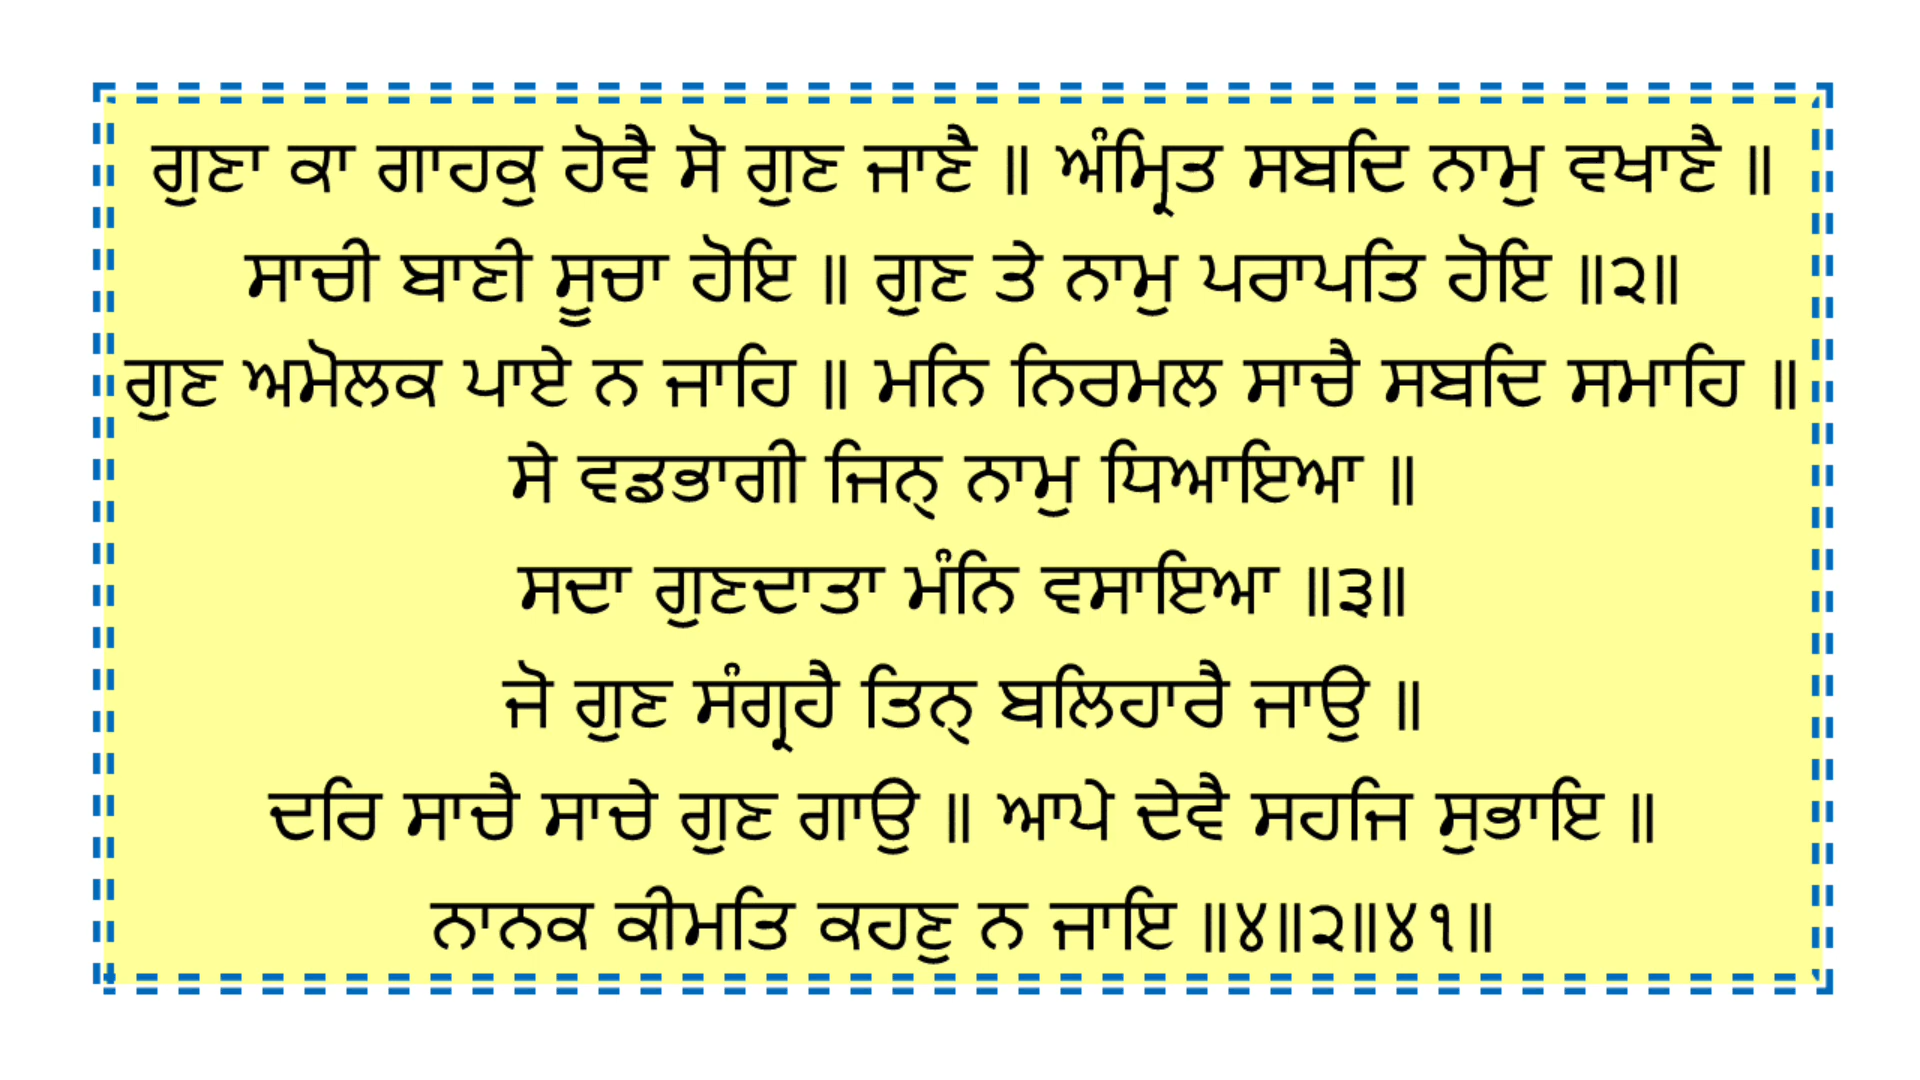 ਗੁਣਾ ਕਾ ਗਾਹਕੁ ਹੋਵੈ ਸੋ ਗੁਣ ਜਾਣੈ ॥ ਅੰਮ੍ਰਿਤ ਸਬਦਿ ਨਾਮੁ ਵਖਾਣੈ ॥
ਸਾਚੀ ਬਾਣੀ ਸੂਚਾ ਹੋਇ ॥ ਗੁਣ ਤੇ ਨਾਮੁ ਪਰਾਪਤਿ ਹੋਇ ॥੨॥
ਗੁਣ ਅਮੋਲਕ ਪਾਏ ਨ ਜਾਹਿ ॥ ਮਨਿ ਨਿਰਮਲ ਸਾਚੈ ਸਬਦਿ ਸਮਾਹਿ ॥
ਸੇ ਵਡਭਾਗੀ ਜਿਨ੍ ਨਾਮੁ ਧਿਆਇਆ ॥
ਸਦਾ ਗੁਣਦਾਤਾ ਮੰਨਿ ਵਸਾਇਆ ॥੩॥
ਜੋ ਗੁਣ ਸੰਗ੍ਰਹੈ ਤਿਨ੍ ਬਲਿਹਾਰੈ ਜਾਉ ॥
ਦਰਿ ਸਾਚੈ ਸਾਚੇ ਗੁਣ ਗਾਉ ॥ ਆਪੇ ਦੇਵੈ ਸਹਜਿ ਸੁਭਾਇ ॥
ਨਾਨਕ ਕੀਮਤਿ ਕਹਣੁ ਨ ਜਾਇ ॥੪॥੨॥੪੧॥